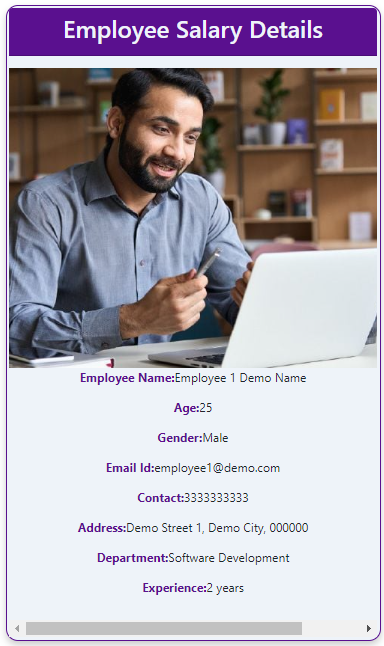 Employee Salary Details
Employee Name:Employee 1 Demo Name
Age:25
Gender:Male
Email Id:employee1@demo.com
Contact:3333333333
Address:Demo Street 1, Demo City, 000000
Department:Software Development
Experience:2 years